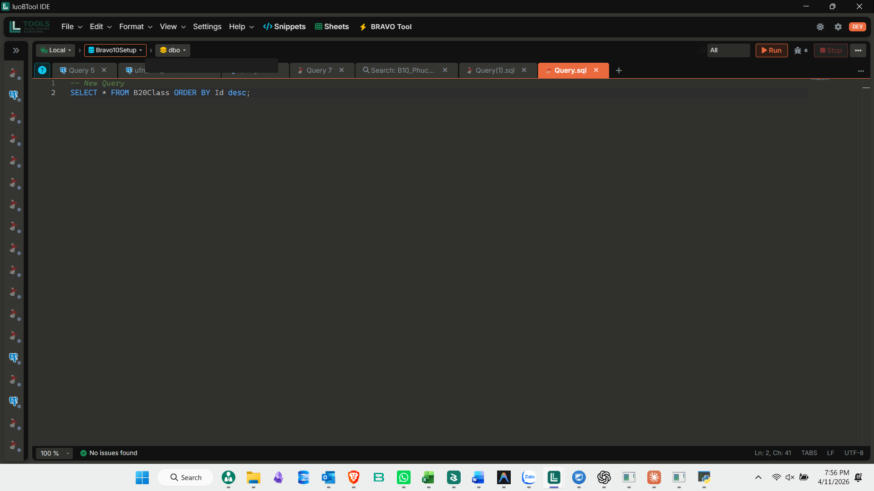 luoBTool IDE
TOOLS
File Edit Format View Settings Help Snippets Sheets BRAVO Tool DEV
Local Bravo10Setup dbo All Run Stop
Query 5 Query 7 Search: B10_Phuc... Query(1).sql Query.sql
1 -- New Query
2 SELECT * FROM B20Class ORDER BY Id desc;
100 % No issues found Ln: 2, Ch: 41 TABS LF UTF-8
Search Zalo
7:56 PM
4/11/2026